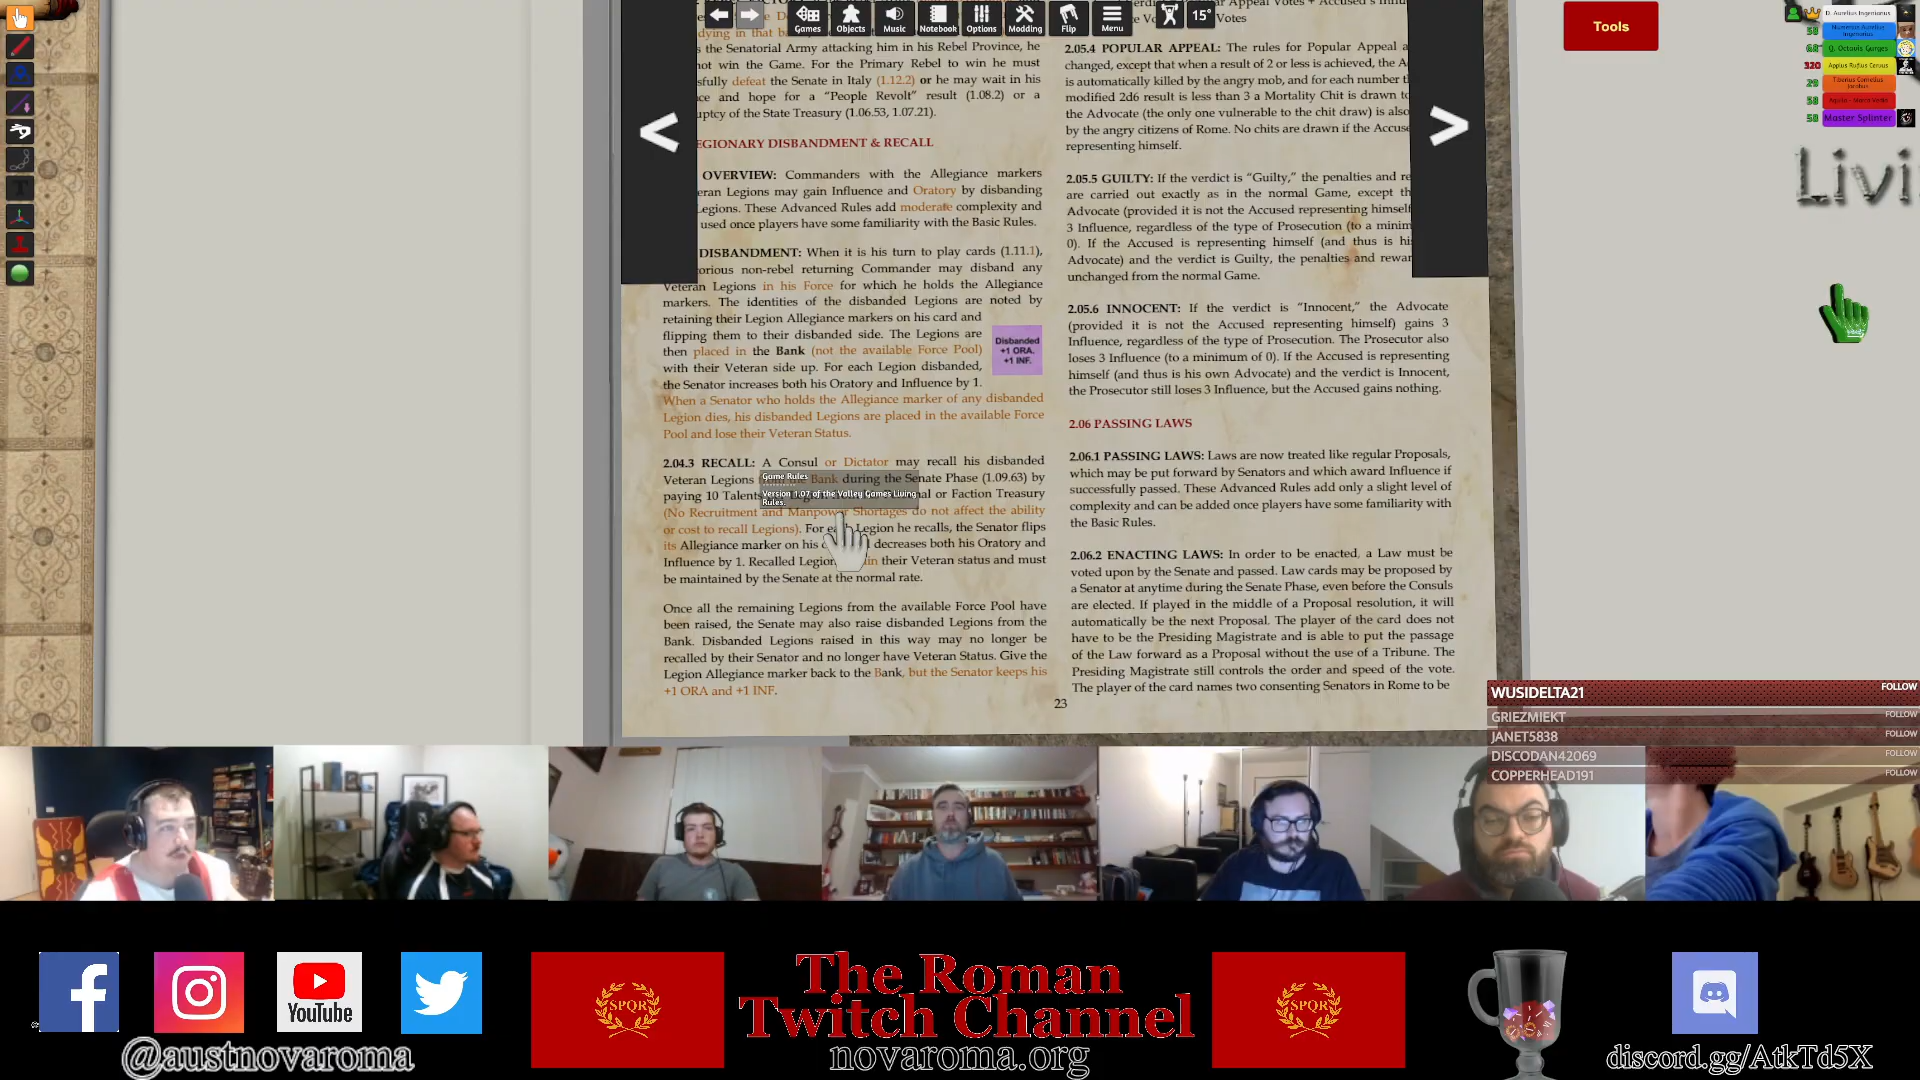 Games
Objects
Music
Notebook
Options
Modding
Flip
Menu
15°
Tools
D. Aurelius Ingenianus
Q. Octavis Gurges
Appius Rufius Corvus
Tiberius Cornelius
Master Splinter
320
the Senatorial Army attacking him in his Rebel Province, he
not win the Game. For the Primary Rebel to win he must
defeat the Senate in Italy (1.12.2) or he may wait in his
and hope for a "People Revolt" result (1.08.2) or a
of the State Treasury (1.06.53, 1.07.21).
EGIONARY DISBANDMENT & RECALL
OVERVIEW: Commanders with the Allegiance markers
Legions may gain Influence and Oratory by disbanding
Legions. These Advanced Rules add moderate complexity and
used once players have some familiarity with the Basic Rules.
DISBANDMENT: When it is his turn to play cards (1.11.1),
non-rebel returning Commander may disband any
Veteran Legions in his Force for which he holds the Allegiance
markers. The identities of the disbanded Legions are noted by
retaining their Legion Allegiance markers on his card and
flipping them to their disbanded side. The Legions are
then placed in the Bank (not the available Force Pool)
with their Veteran side up. For each Legion disbanded,
the Senator increases both his Oratory and Influence by 1.
When a Senator who holds the Allegiance marker of any disbanded
Legion dies, his disbanded Legions are placed in the available Force
Pool and lose their Veteran Status.
Disbanded
+1 ORA.
+1 INF.
2.04.3 RECALL: A Consul or Dictator may recall his disbanded
Veteran Legions Bank during the Senate Phase (1.09.63) by
paying 10 Talents or Faction Treasury
(No Recruitment and Manpower Shortages do not affect the ability
or cost to recall Legions). For each Legion he recalls, the Senator flips
its Allegiance marker on his decreases both his Oratory and
Influence by 1. Recalled their Veteran status and must
be maintained by the Senate at the normal rate.
Game Rules
Version 1.07 of the Valley Games Living
Rules.
Once all the remaining Legions from the available Force Pool have
been raised, the Senate may also raise disbanded Legions from the
Bank. Disbanded Legions raised in this way may no longer be
recalled by their Senator and no longer have Veteran Status. Give the
Legion Allegiance marker back to the Bank, but the Senator keeps his
+1 ORA and +1 INF.
2.05.4 POPULAR APPEAL: The rules for Popular Appeal
changed, except that when a result of 2 or less is achieved, the
is automatically killed by the angry mob, and for each number
modified 2d6 result is less than 3 a Mortality Chit is drawn
the Advocate (the only one vulnerable to the chit draw) is also
by the angry citizens of Rome. No chits are drawn if the
representing himself.
2.05.5 GUILTY: If the verdict is "Guilty," the penalties and
are carried out exactly as in the normal Game, except
Advocate (provided it is not the Accused representing himself
3 Influence, regardless of the type of Prosecution (to a
0). If the Accused is representing himself (and thus is
Advocate) and the verdict is Guilty, the penalties and
unchanged from the normal Game.
2.05.6 INNOCENT: If the verdict is "Innocent," the Advocate
(provided it is not the Accused representing himself) gains 3
Influence, regardless of the type of Prosecution. The Prosecutor also
loses 3 Influence (to a minimum of 0). If the Accused is representing
himself (and thus is his own Advocate) and the verdict is Innocent,
the Prosecutor still loses 3 Influence, but the Accused gains nothing.
2.06 PASSING LAWS
2.06.1 PASSING LAWS: Laws are now treated like regular Proposals,
which may be put forward by Senators and which award Influence if
successfully passed. These Advanced Rules add only a slight level of
complexity and can be added once players have some familiarity with
the Basic Rules.
2.06.2 ENACTING LAWS: In order to be enacted, a Law must be
voted upon by the Senate and passed. Law cards may be proposed by
a Senator at anytime during the Senate Phase, even before the Consuls
are elected. If played in the middle of a Proposal resolution, it will
automatically be the next Proposal. The player of the card does not
have to be the Presiding Magistrate and is able to put the passage
of the Law forward as a Proposal without the use of a Tribune. The
Presiding Magistrate still controls the order and speed of the vote.
The player of the card names two consenting Senators in Rome to be
23
Livi
WUSIDELTA21 FOLLOW
GRIEZMIEKT FOLLOW
JANET5838 FOLLOW
DISCODAN42069 FOLLOW
COPPERHEAD191 FOLLOW
YouTube
@austnovaroma
SPQR
The Roman
Twitch Channel
novaroma.org
SPQR
discord.gg/AtkTd5X